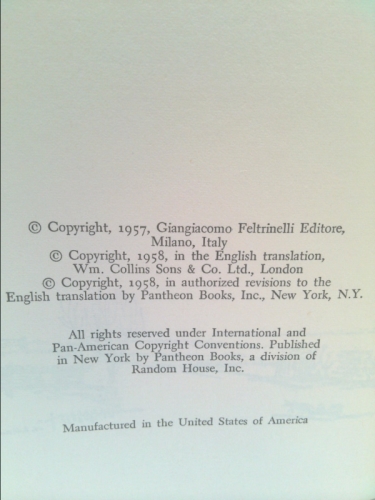 © Copyright, 1957, Giangiacomo Feltrinelli Editore,
Milano, Italy
© Copyright, 1958, in the English translation,
Wm. Collins Sons & Co. Ltd., London
© Copyright, 1958, in authorized revisions to the
English translation by Pantheon Books, Inc., New York, N.Y.
All rights reserved under International and
Pan-American Copyright Conventions. Published
in New York by Pantheon Books, a division of
Random House, Inc.
Manufactured in the United States of America